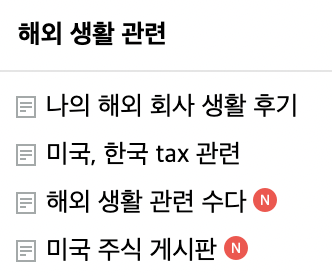 해외 생활 관련
나의 해외 회사 생활 후기
미국, 한국 tax 관련
해외 생활 관련 수다 N
미국 주식 게시판 N